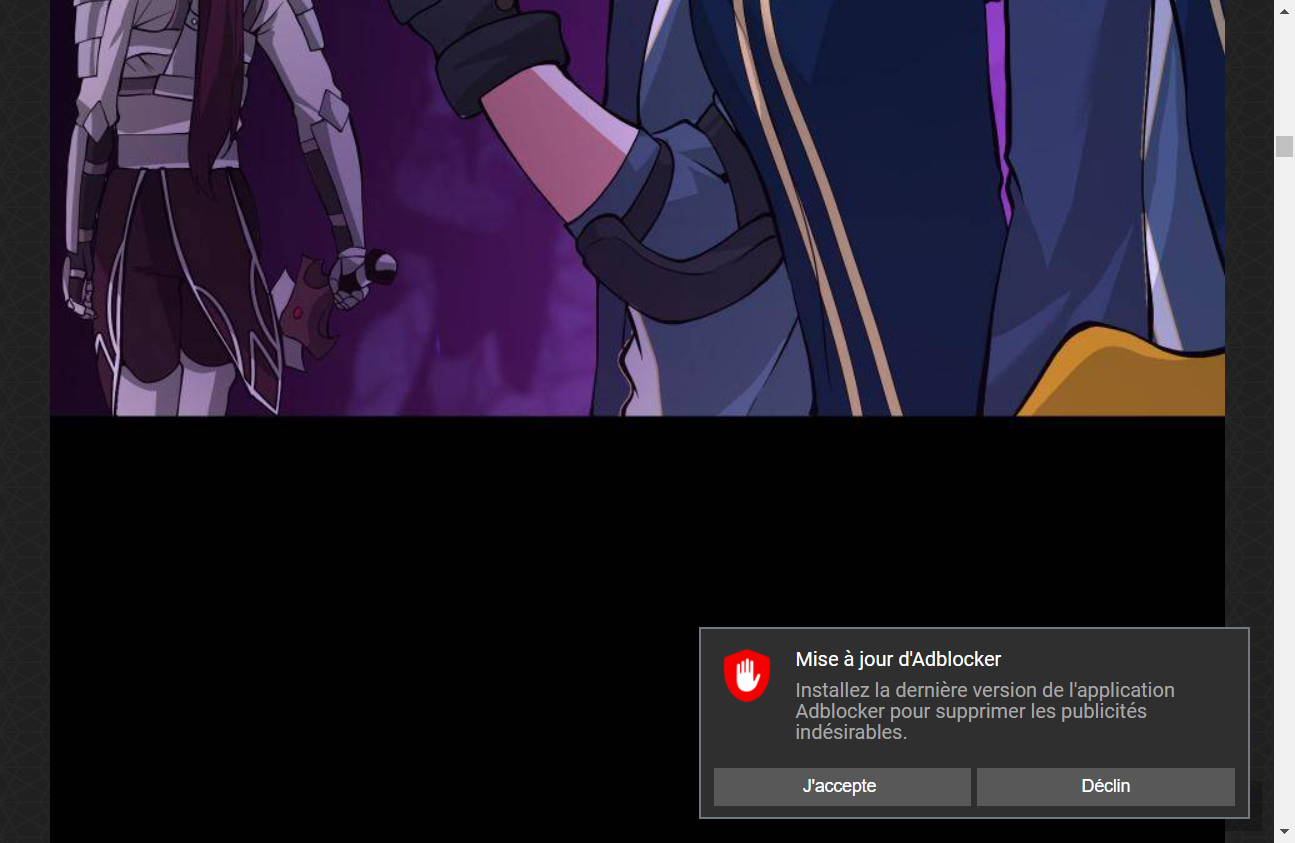 Mise à jour d'Adblocker
Installez la dernière version de l'application
Adblocker pour supprimer les publicités
indésirables.
J'accepte
Déclin